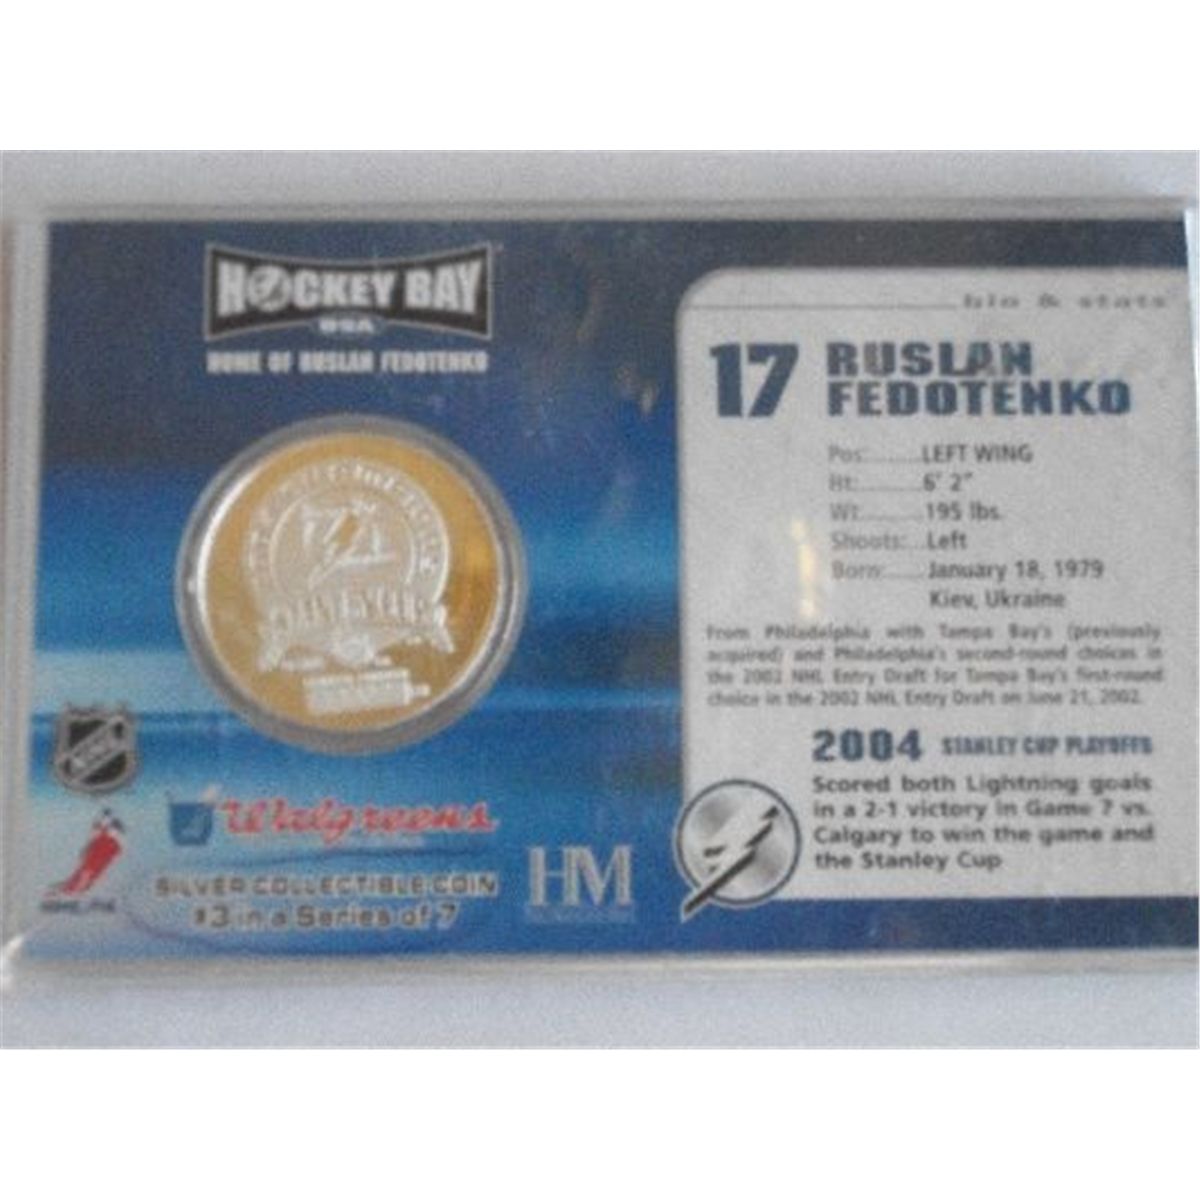 HOCKEY BAY
USA
HOME OF RUSLAN FEDOTENKO
bio & stats
17 RUSLAN
FEDOTENKO
Pos: LEFT WING
Ht: 6' 2"
Wt: 195 lbs.
Shoots: Left
Born: January 18, 1979
Kiev, Ukraine
From Philadelphia with Tampa Bay's (previously
acquired) and Philadelphia's second-round choices in
the 2002 NHL Entry Draft for Tampa Bay's first-round
choice in the 2002 NHL Entry Draft on June 21, 2002.
2004 STANLEY CUP PLAYOFFS
Scored both Lightning goals
in a 2-1 victory in Game 7 vs.
Calgary to win the game and
the Stanley Cup
Walgreens
SILVER COLLECTIBLE COIN
#3 in a Series of 7
HM
NHLPA